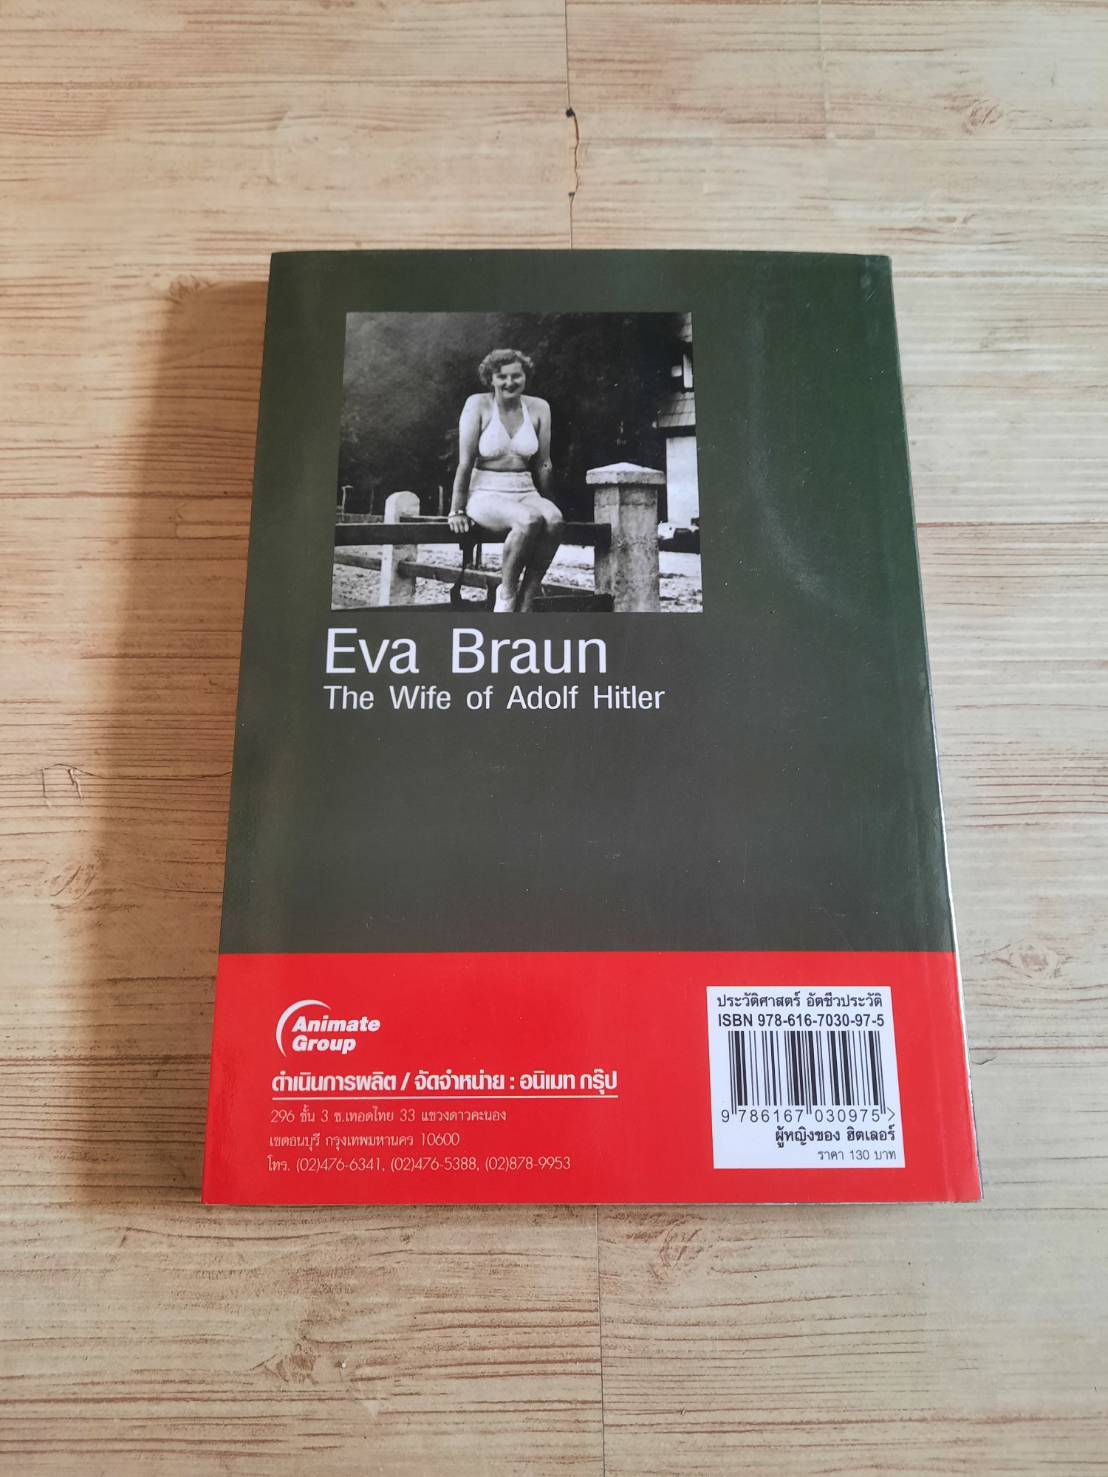 Eva Braun
The Wife of Adolf Hitler
Animate
Group
ดำเนินการผลิต / จัดจำหน่าย : อนิเมท กรุ๊ป
296 ชั้น 3 ซ.เทอดไทย 33 แขวงดาวคะนอง
เขตธนบุรี กรุงเทพมหานคร 10600
โทร. (02)476-6341, (02)476-5388, (02)878-9953
ประวัติศาสตร์ อัตชีวประวัติ
ISBN 978-616-7030-97-5
9 786167 030975 >
ผู้หญิงของ ฮิตเลอร์
ราคา 130 บาท